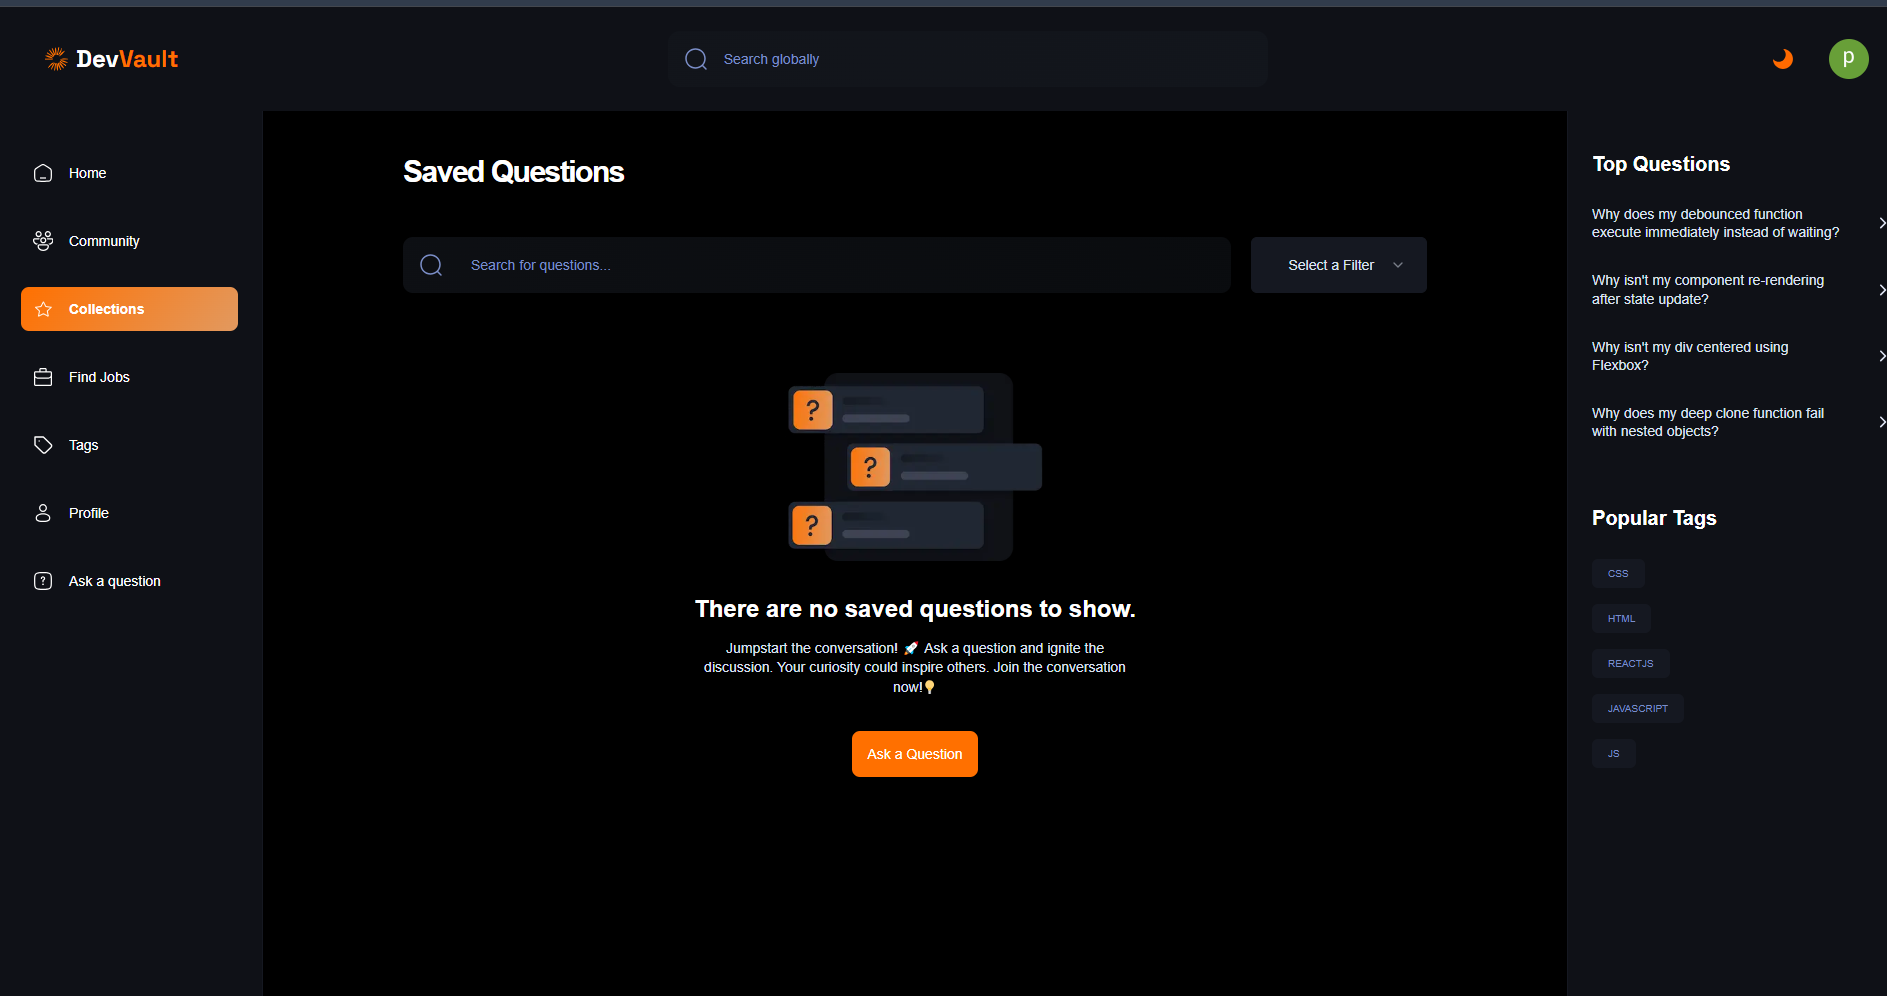 DevVault
Search globally
p
Home
Community
Collections
Find Jobs
Tags
Profile
Ask a question
Saved Questions
Search for questions...
Select a Filter
?
?
?
There are no saved questions to show.
Jumpstart the conversation! 🚀 Ask a question and ignite the
discussion. Your curiosity could inspire others. Join the conversation
now!💡
Ask a Question
Top Questions
Why does my debounced function
execute immediately instead of waiting?
Why isn't my component re-rendering
after state update?
Why isn't my div centered using
Flexbox?
Why does my deep clone function fail
with nested objects?
Popular Tags
CSS
HTML
REACTJS
JAVASCRIPT
JS